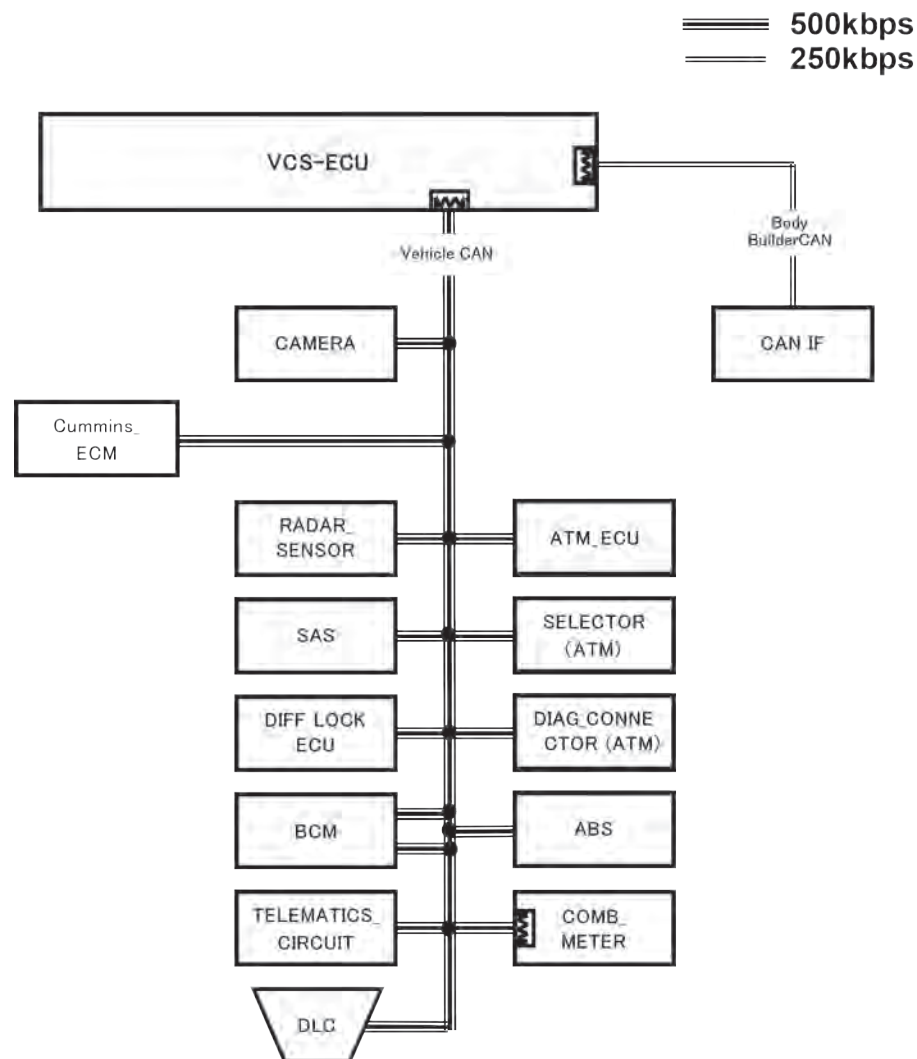 500kbps
250kbps
VCS-ECU
Vehicle CAN
Body
BuilderCAN
CAMERA
CAN IF
Cummins_
ECM
RADAR_
SENSOR
ATM_ECU
SAS
SELECTOR
(ATM)
DIFF LOCK
ECU
DIAG_CONNE
CTOR (ATM)
BCM
ABS
TELEMATICS_
CIRCUIT
COMB_
METER
DLC